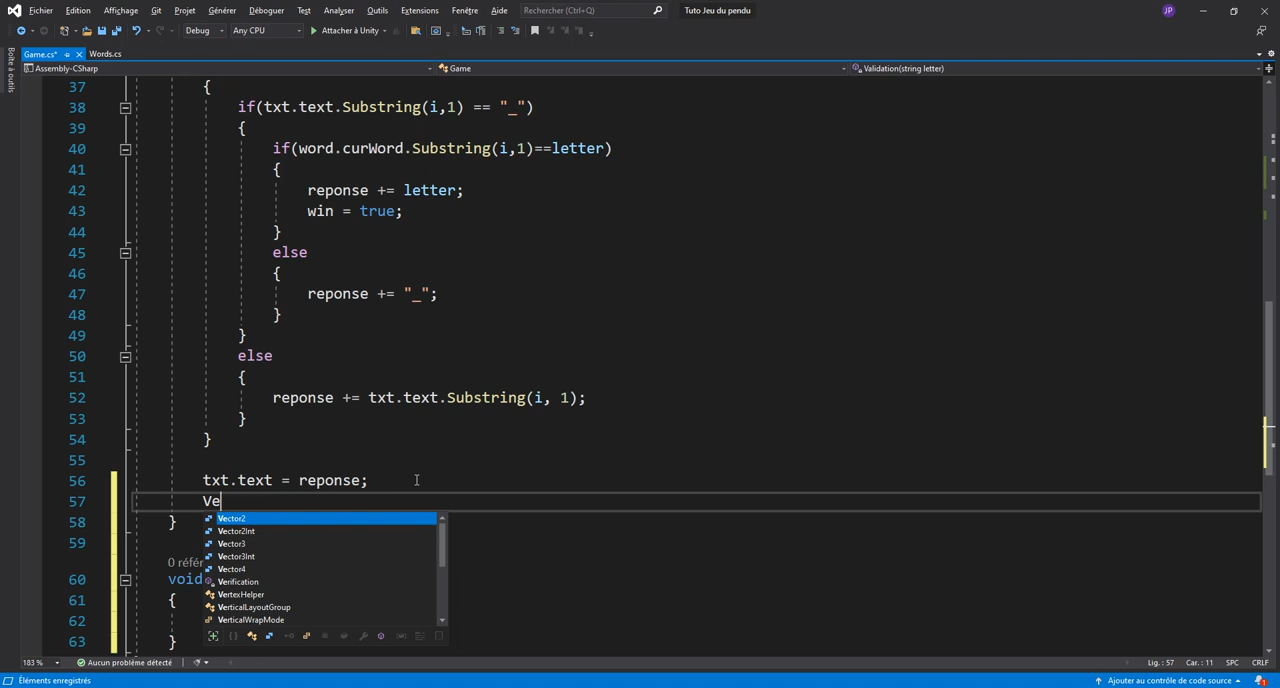 Fichier Edition Affichage Git Projet Générer Déboguer Test Analyser Outils Extensions Fenêtre Aide Rechercher (Ctrl+Q) Tuto Jeu du pendu JP
Debug Any CPU Attacher à Unity
Game.cs* Words.cs
Boîte à outils
Assembly-CSharp Game Validation(string letter)
37 {
38 if(txt.text.Substring(i,1) == "_")
39 {
40 if(word.curWord.Substring(i,1)==letter)
41 {
42 reponse += letter;
43 win = true;
44 }
45 else
46 {
47 reponse += "_";
48 }
49 }
50 else
51 {
52 reponse += txt.text.Substring(i, 1);
53 }
54 }
55
56 txt.text = reponse;
57 Ve
Vector2
58 }
Vector2Int
59
Vector3
Vector3Int
0 référ
Vector4
60 void
Verification
VertexHelper
61 {
VerticalLayoutGroup
62
VerticalWrapMode
63 }
183 % Aucun problème détecté Lig. : 57 Car. : 11 SPC CRLF
Éléments enregistrés Ajouter au contrôle de code source 1